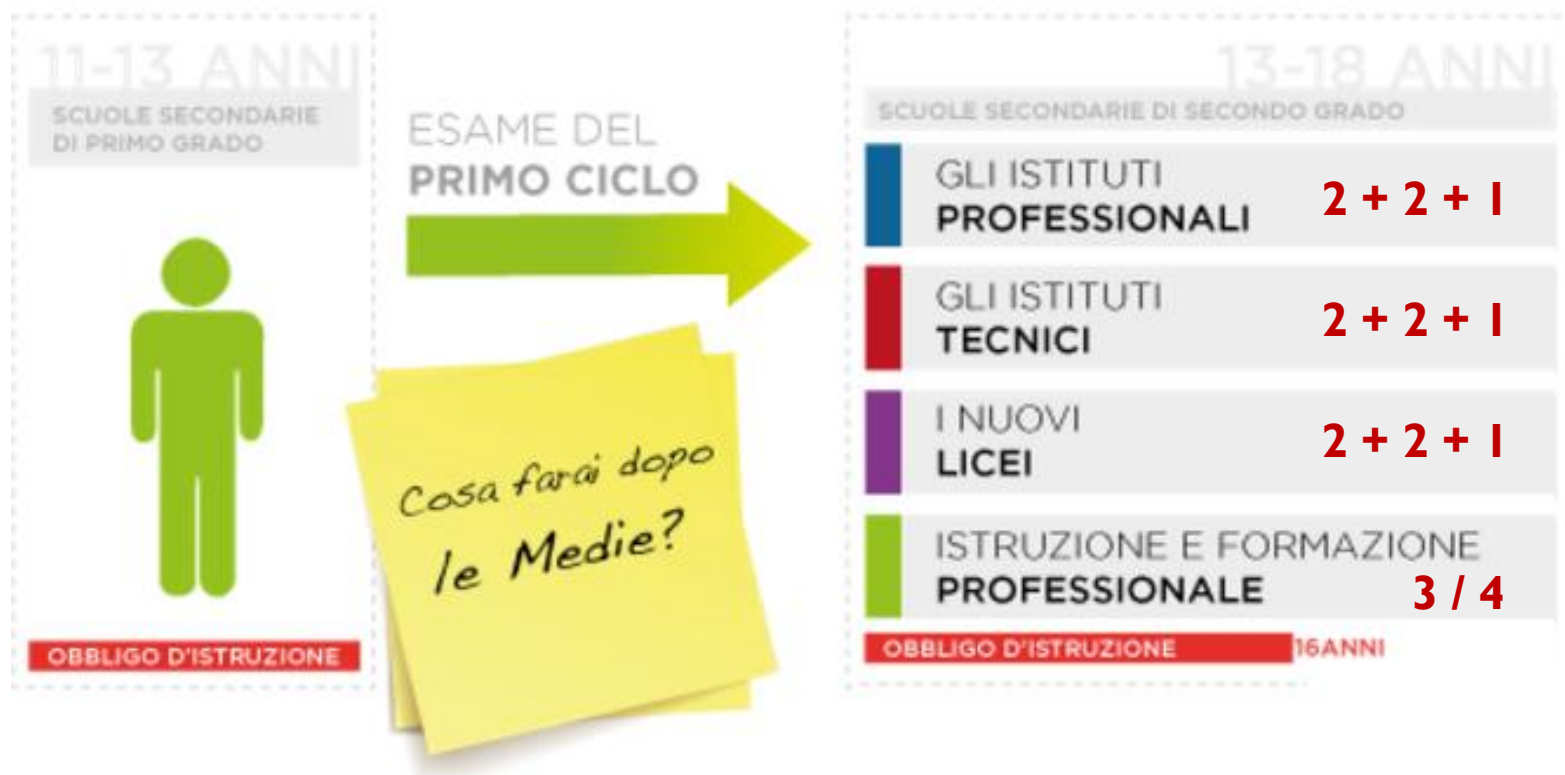 11-13 ANNI
SCUOLE SECONDARIE
DI PRIMO GRADO
OBBLIGO D'ISTRUZIONE
ESAME DEL
PRIMO CICLO
Cosa farai dopo
le Medie?
13-18 ANNI
SCUOLE SECONDARIE DI SECONDO GRADO
GLI ISTITUTI
PROFESSIONALI 2 + 2 + 1
GLI ISTITUTI
TECNICI 2 + 2 + 1
I NUOVI
LICEI 2 + 2 + 1
ISTRUZIONE E FORMAZIONE
PROFESSIONALE 3 / 4
OBBLIGO D'ISTRUZIONE 16ANNI